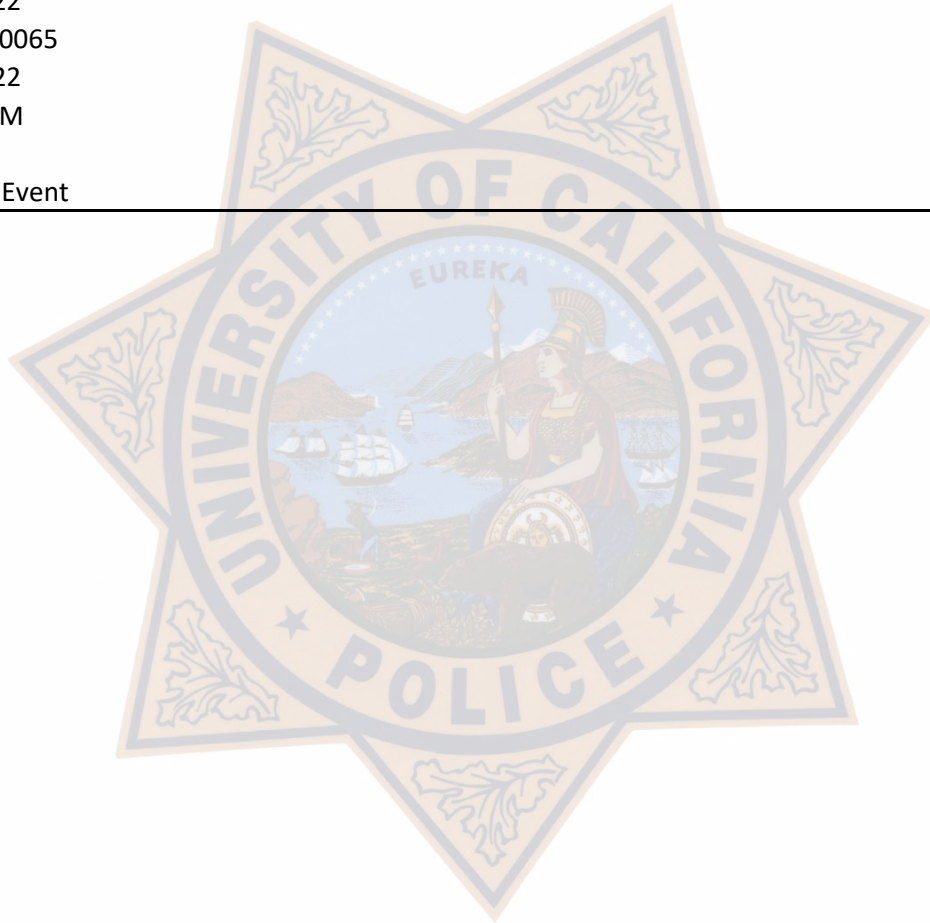 22
0065
22
M
Event
UNIVERSITY OF CALIFORNIA
EUREKA
POLICE